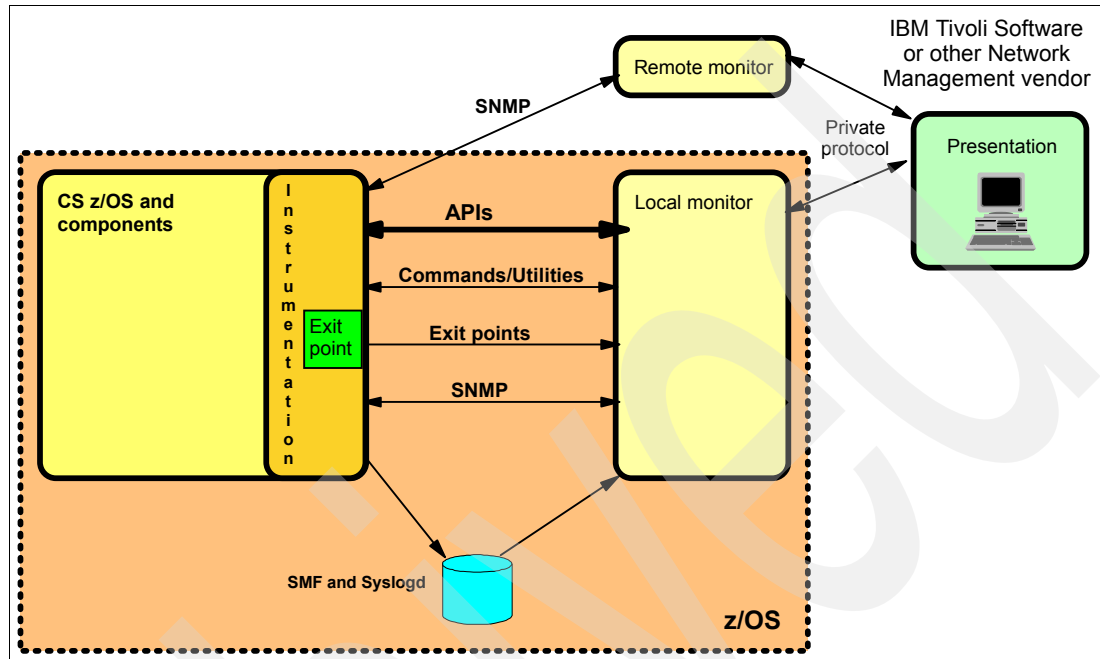 IBM Tivoli Software
or other Network
Management vendor
Remote monitor
SNMP
Private
protocol
Presentation
CS z/OS and
components
Instrumentation
Exit
point
APIs
Commands/Utilities
Exit points
SNMP
Local monitor
SMF and Syslogd
z/OS